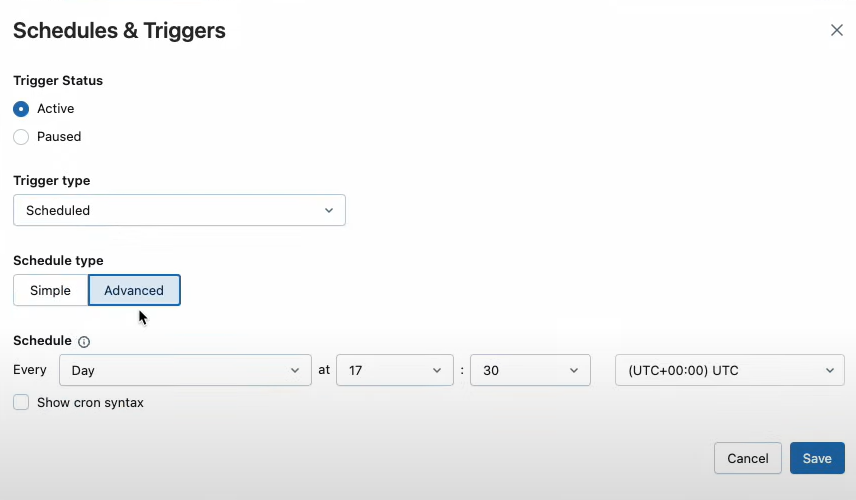 Schedules & Triggers
Trigger Status
Active
Paused
Trigger type
Scheduled
Schedule type
Simple Advanced
Schedule
Every Day at 17 : 30 (UTC+00:00) UTC
Show cron syntax
Cancel Save